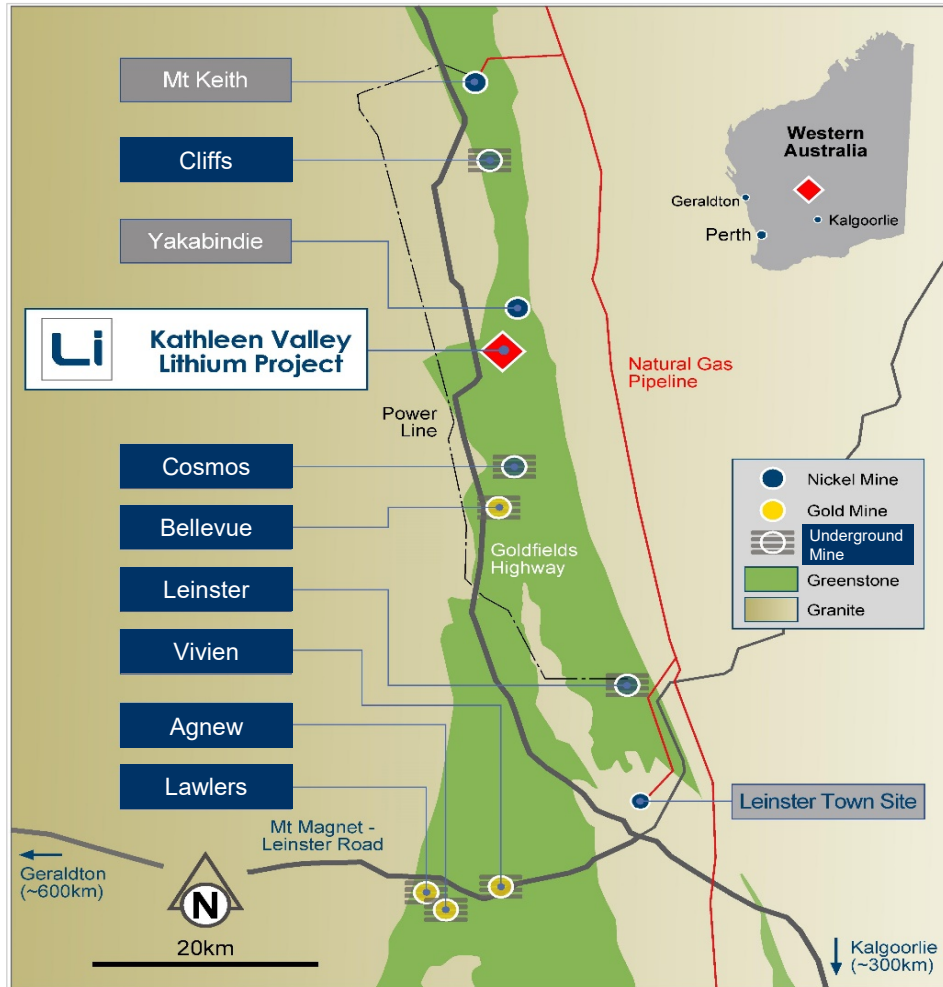 Mt Keith
Cliffs
Yakabindie
Li
Kathleen Valley
Lithium Project
Western
Australia
Geraldton
Kalgoorlie
Perth
Natural Gas
Pipeline
Power
Line
Cosmos
Bellevue
Leinster
Vivien
Agnew
Lawlers
Goldfields
Highway
Nickel Mine
Gold Mine
Underground
Mine
Greenstone
Granite
Leinster Town Site
Mt Magnet -
Leinster Road
Geraldton
(~600km)
N
20km
Kalgoorlie
(~300km)